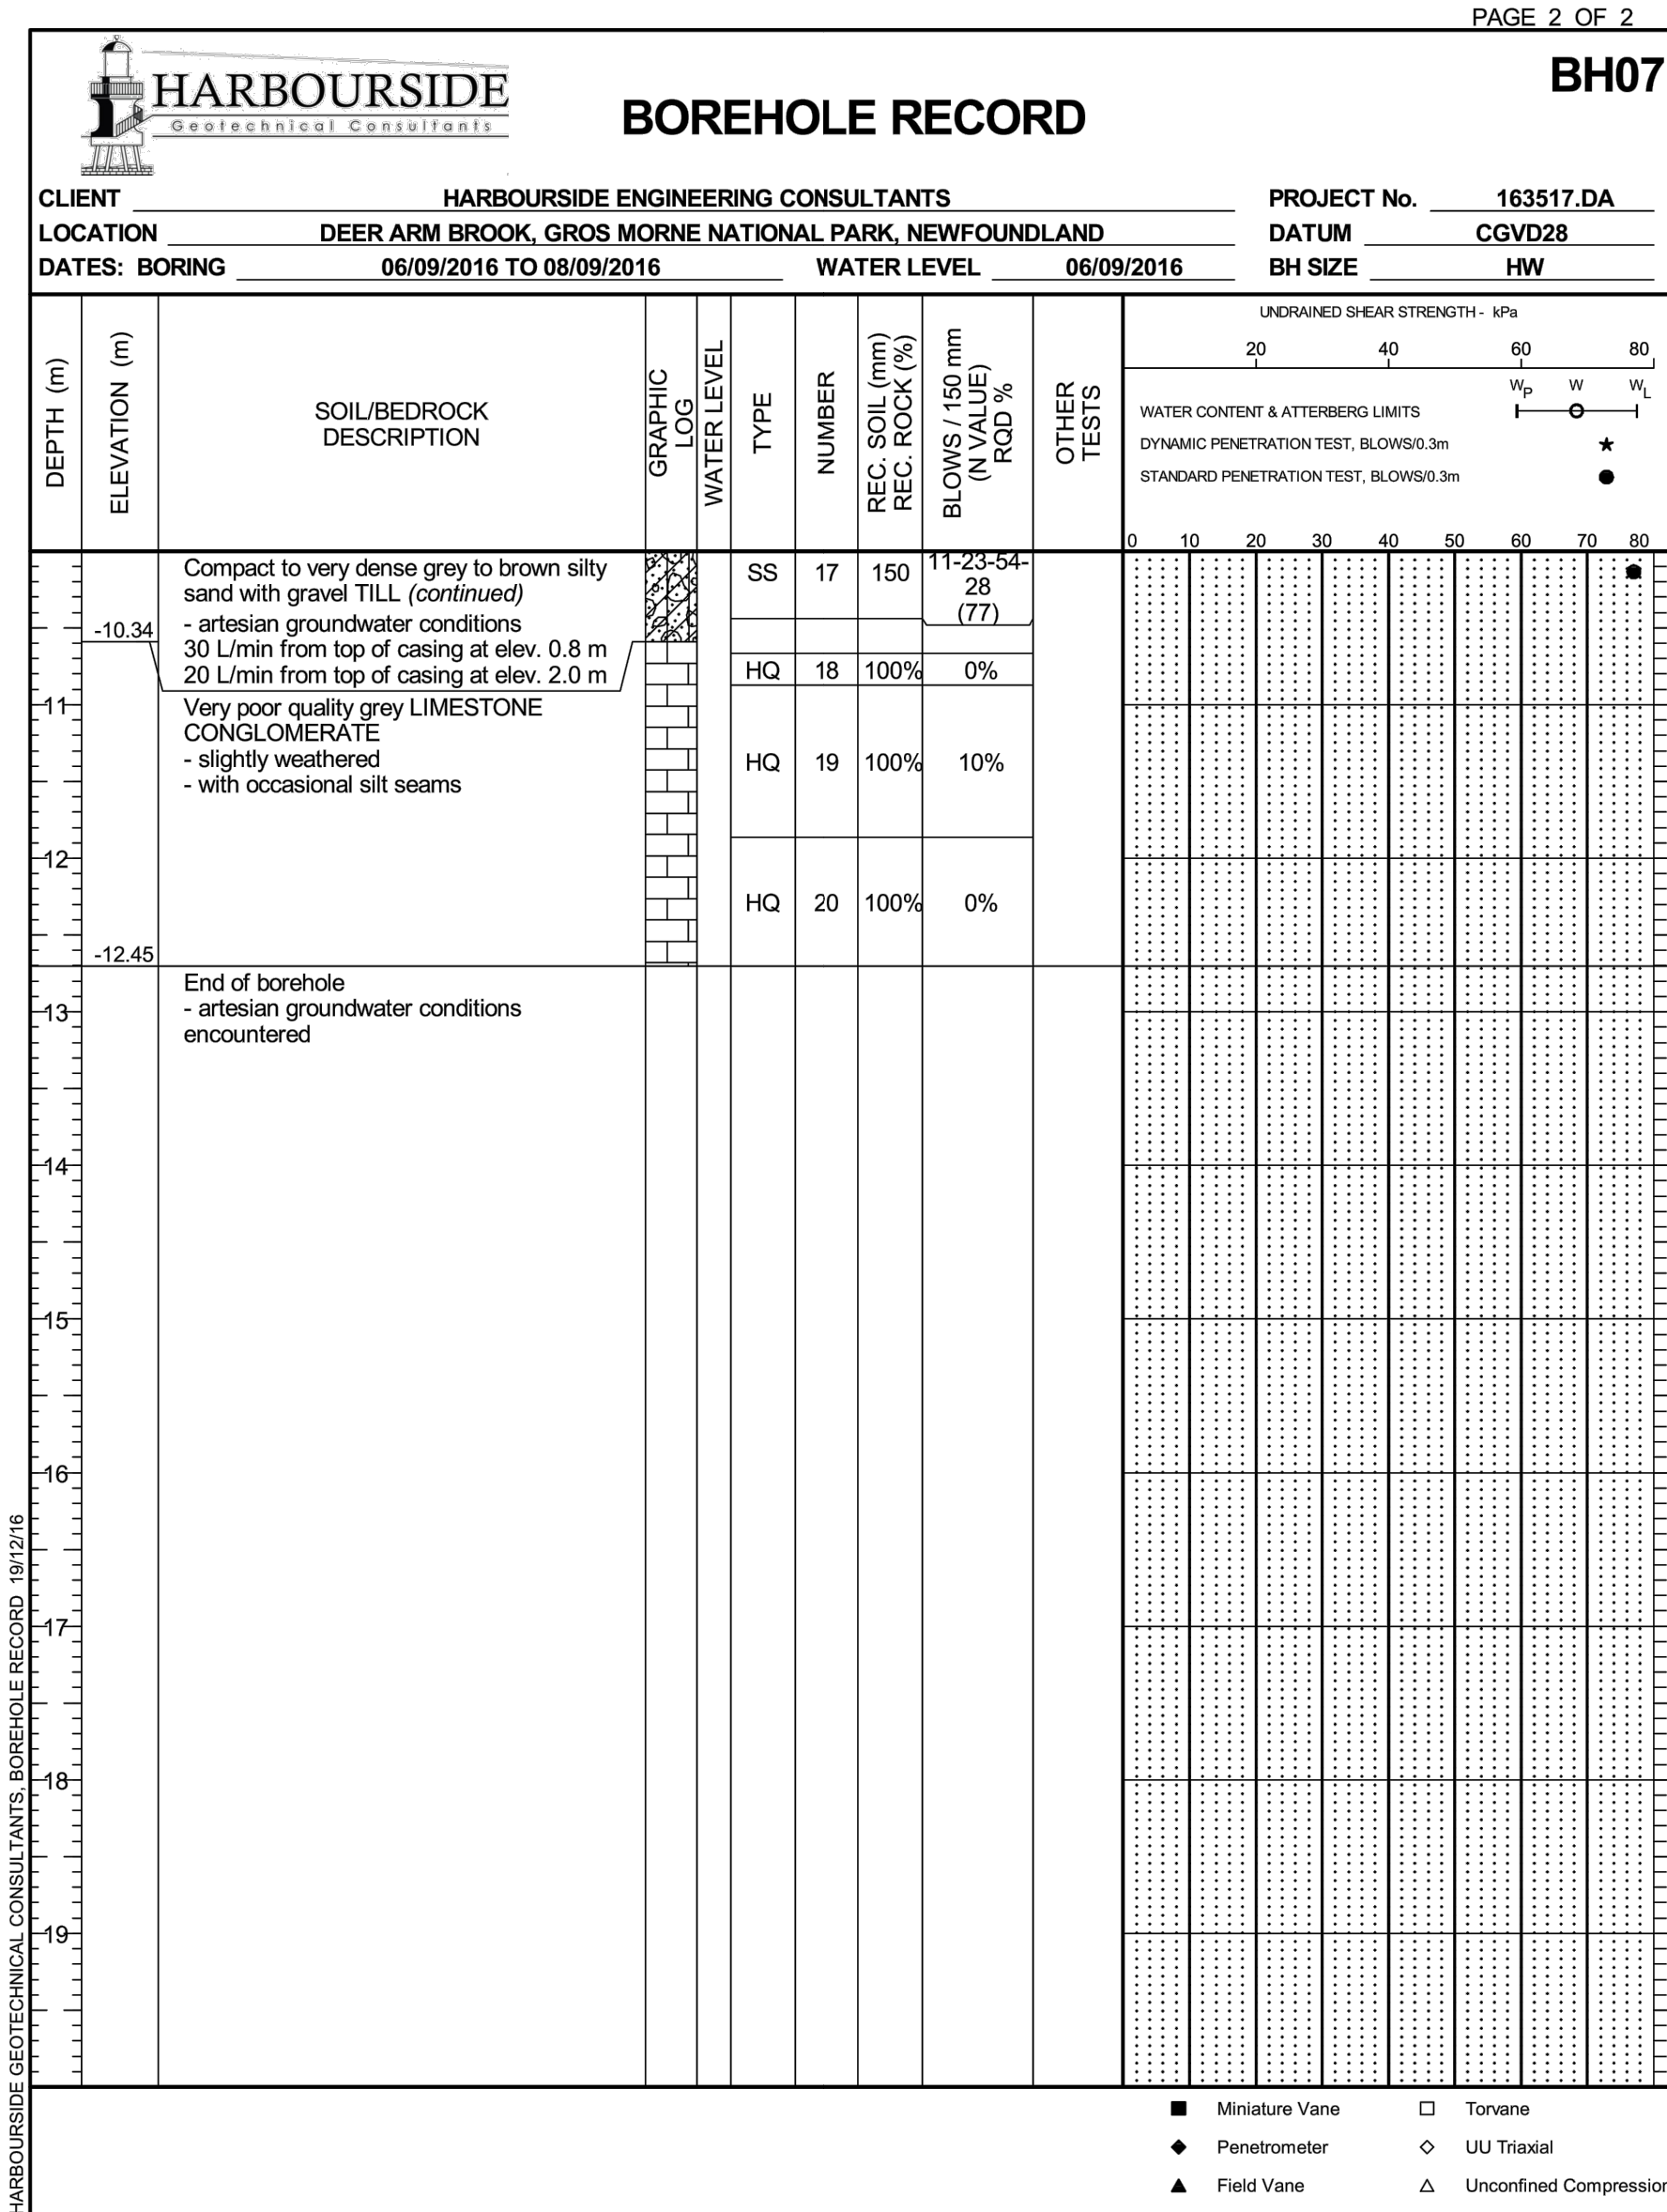 PAGE 2 OF 2
HARBOURSIDE
Geotechnical Consultants
BOREHOLE RECORD
BH07
CLIENT HARBOURSIDE ENGINEERING CONSULTANTS PROJECT No. 163517.DA
LOCATION DEER ARM BROOK, GROS MORNE NATIONAL PARK, NEWFOUNDLAND DATUM CGVD28
DATES: BORING 06/09/2016 TO 08/09/2016 WATER LEVEL 06/09/2016 BH SIZE HW
DEPTH (m)
ELEVATION (m)
SOIL/BEDROCK
DESCRIPTION
GRAPHIC
LOG
WATER LEVEL
TYPE
NUMBER
REC. SOIL (mm)
REC. ROCK (%)
BLOWS / 150 mm
(N VALUE)
RQD %
OTHER
TESTS
UNDRAINED SHEAR STRENGTH - kPa
20 40 60 80
WP W WL
WATER CONTENT & ATTERBERG LIMITS
DYNAMIC PENETRATION TEST, BLOWS/0.3m ★
STANDARD PENETRATION TEST, BLOWS/0.3m ●
0 10 20 30 40 50 60 70 80
Compact to very dense grey to brown silty
sand with gravel TILL (continued)
- artesian groundwater conditions
30 L/min from top of casing at elev. 0.8 m
20 L/min from top of casing at elev. 2.0 m
SS 17 150 11-23-54-
28
(77)
-10.34
HQ 18 100% 0%
11
Very poor quality grey LIMESTONE
CONGLOMERATE
- slightly weathered
- with occasional silt seams
HQ 19 100% 10%
12
HQ 20 100% 0%
-12.45
End of borehole
- artesian groundwater conditions
encountered
13
14
15
16
17
18
19
■ Miniature Vane □ Torvane
◆ Penetrometer ◇ UU Triaxial
▲ Field Vane △ Unconfined Compression
HARBOURSIDE GEOTECHNICAL CONSULTANTS, BOREHOLE RECORD 19/12/16